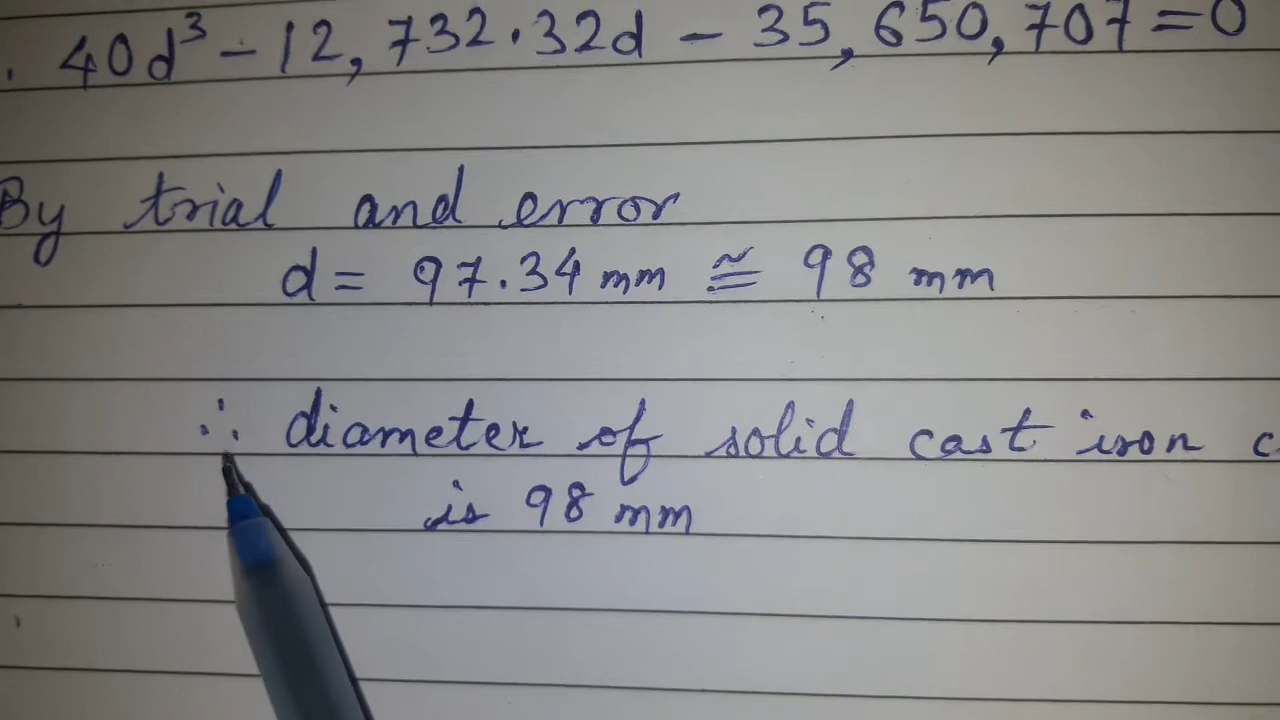 . 40d³ - 12,732.32d - 35,650,707 = 0
By trial and error
d = 97.34 mm ≅ 98 mm
∴ diameter of solid cast iron c
is 98 mm